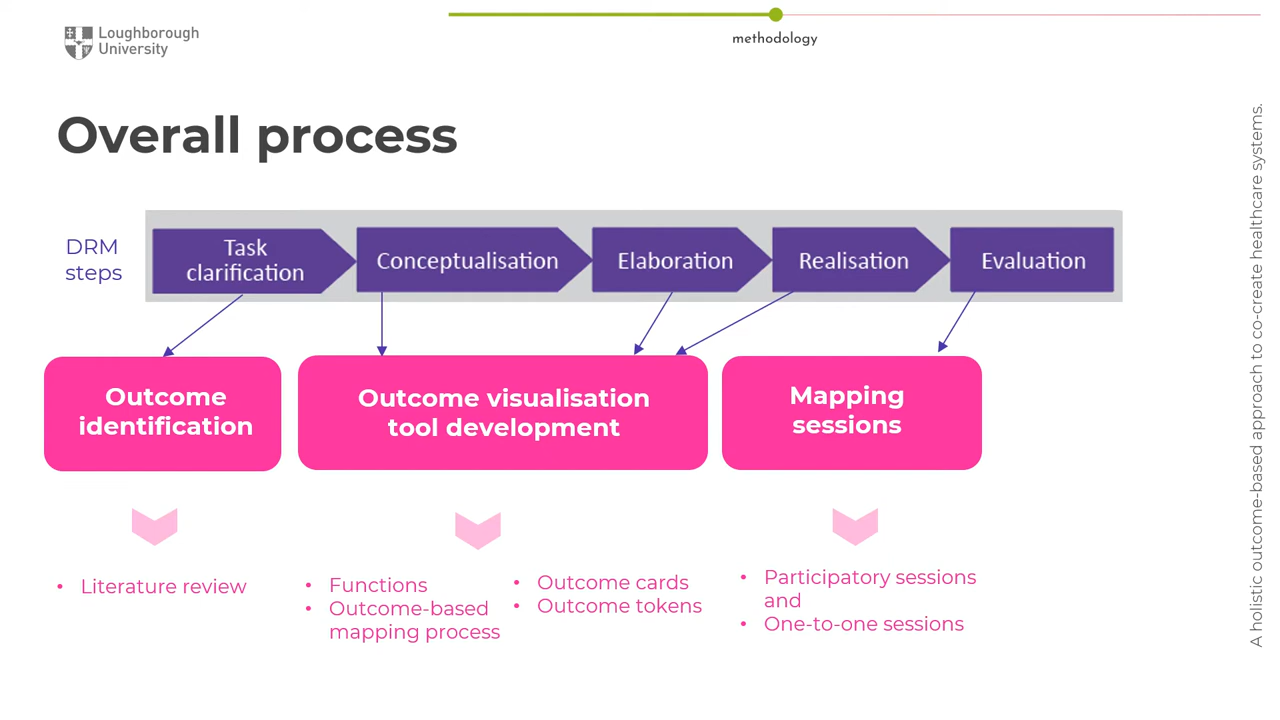 Loughborough
University
methodology
Overall process
DRM
steps
Task
clarification
Conceptualisation
Elaboration
Realisation
Evaluation
Outcome
identification
Outcome visualisation
tool development
Mapping
sessions
• Literature review
• Functions
• Outcome-based
mapping process
• Outcome cards
• Outcome tokens
• Participatory sessions
and
• One-to-one sessions
A holistic outcome-based approach to co-create healthcare systems.